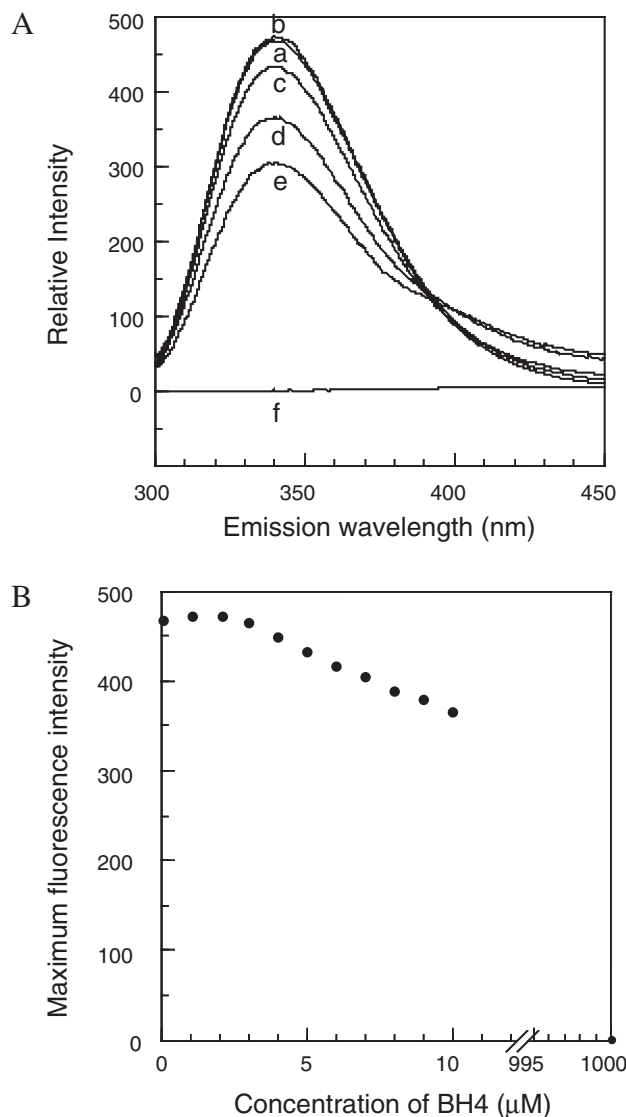 A
500
400
300
200
100
0
Relative Intensity
b
a
c
d
e
f
300
350
400
450
Emission wavelength (nm)
B
500
400
300
200
100
0
Maximum fluorescence intensity
0
5
10
995
1000
Concentration of BH4 (μM)